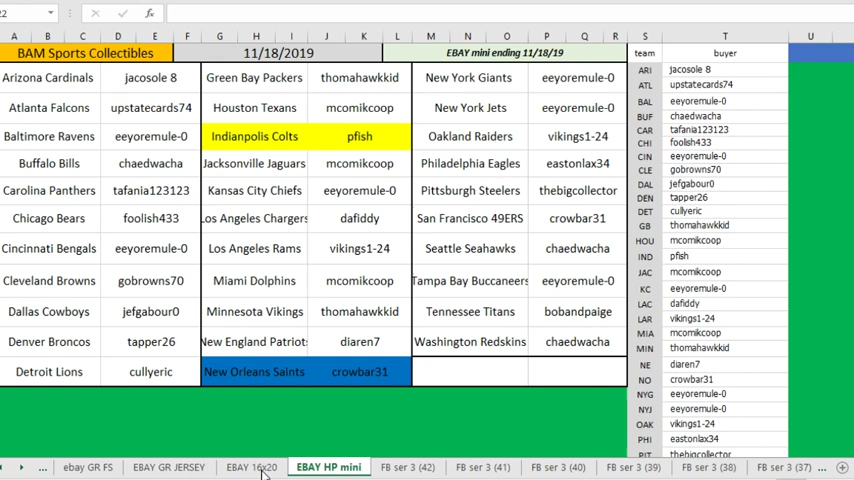 22 fx
A B C D E F G H I J K L M N O P Q R S T U V
BAM Sports Collectibles 11/18/2019 EBAY mini ending 11/18/19 team buyer
Arizona Cardinals jacosole 8 Green Bay Packers thomahawkkid New York Giants eeyoremule-0 ARI jacosole 8
Atlanta Falcons upstatecards74 Houston Texans mcomikcoop New York Jets eeyoremule-0 ATL upstatecards74
Baltimore Ravens eeyoremule-0 Indianpolis Colts pfish Oakland Raiders vikings1-24 BAL eeyoremule-0
BUF chaedwacha
CAR tafania123123
CHI foolish433
Buffalo Bills chaedwacha Jacksonville Jaguars mcomikcoop Philadelphia Eagles eastonlax34 CIN eeyoremule-0
CLE gobrowns70
Carolina Panthers tafania123123 Kansas City Chiefs eeyoremule-0 Pittsburgh Steelers thebigcollector DAL jefgabour0
DEN tapper26
Chicago Bears foolish433 Los Angeles Chargers dafiddy San Francisco 49ERS crowbar31 DET cullyeric
GB thomahawkkid
Cincinnati Bengals eeyoremule-0 Los Angeles Rams vikings1-24 Seattle Seahawks chaedwacha HOU mcomikcoop
IND pfish
JAC mcomikcoop
Cleveland Browns gobrowns70 Miami Dolphins mcomikcoop Tampa Bay Buccaneers eeyoremule-0 KC eeyoremule-0
LAC dafiddy
Dallas Cowboys jefgabour0 Minnesota Vikings thomahawkkid Tennessee Titans bobandpaige LAR vikings1-24
MIA mcomikcoop
Denver Broncos tapper26 New England Patriots diaren7 Washington Redskins chaedwacha MIN thomahawkkid
NE diaren7
Detroit Lions cullyeric New Orleans Saints crowbar31 NO crowbar31
NYG eeyoremule-0
NYJ eeyoremule-0
OAK vikings1-24
PHI eastonlax34
PIT thebigcollector
... ebay GR FS EBAY GR JERSEY EBAY 16x20 EBAY HP mini FB ser 3 (42) FB ser 3 (41) FB ser 3 (40) FB ser 3 (39) FB ser 3 (38) FB ser 3 (37) ...